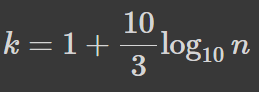 k = 1 + \frac{10}{3} \log_{10} n